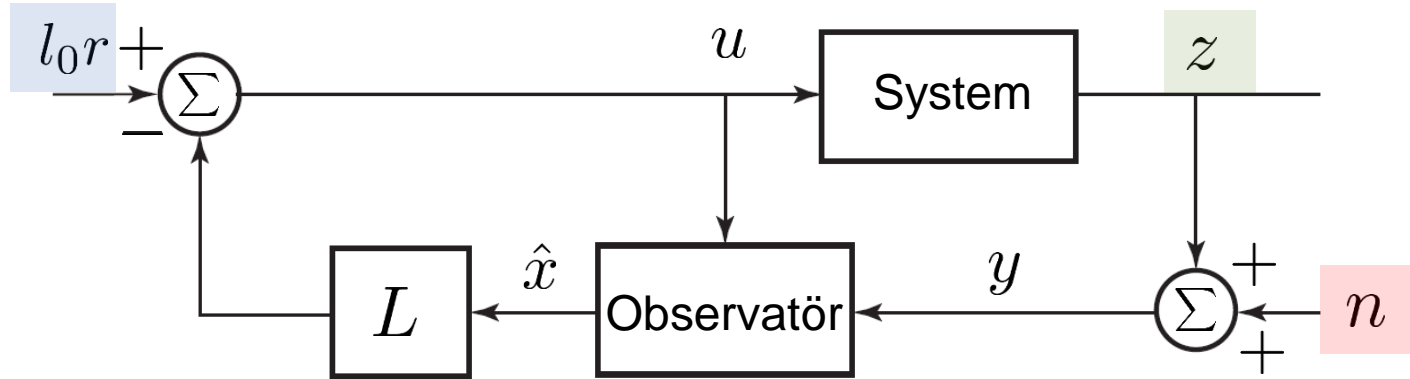 l₀r + u z
Σ System
−
x̂ y +
L Observatör Σ n
+